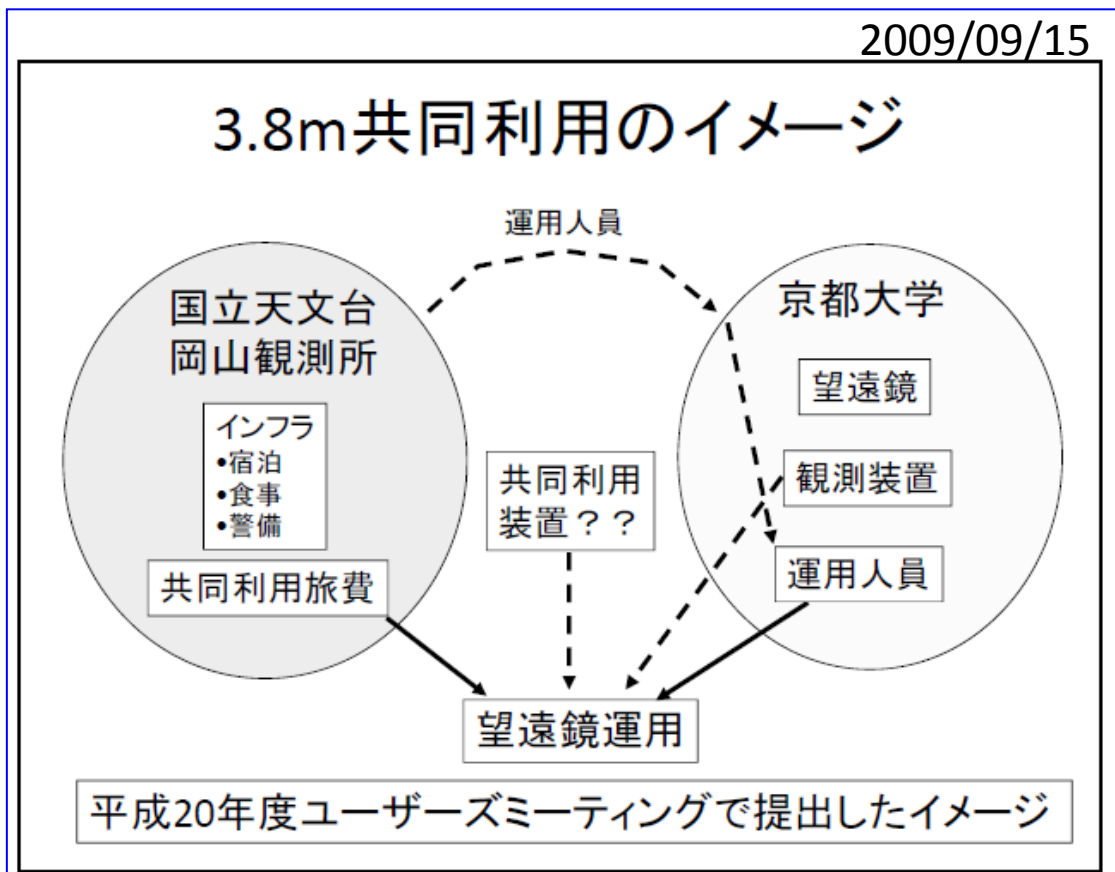 2009/09/15
3.8m共同利用のイメージ
運用人員
国立天文台
岡山観測所
インフラ
•宿泊
•食事
•警備
共同利用旅費
共同利用
装置？？
京都大学
望遠鏡
観測装置
運用人員
望遠鏡運用
平成20年度ユーザーズミーティングで提出したイメージ